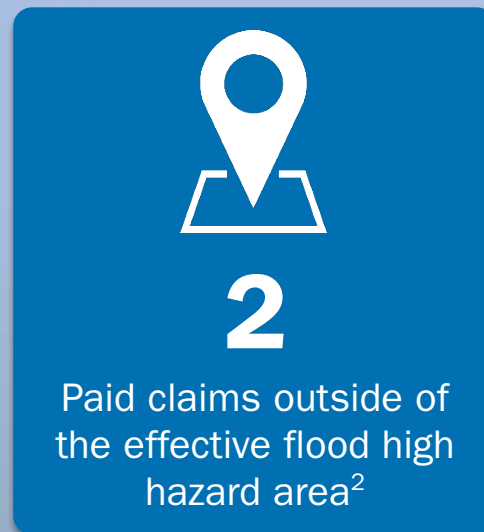 2
Paid claims outside of
the effective flood high
hazard area²